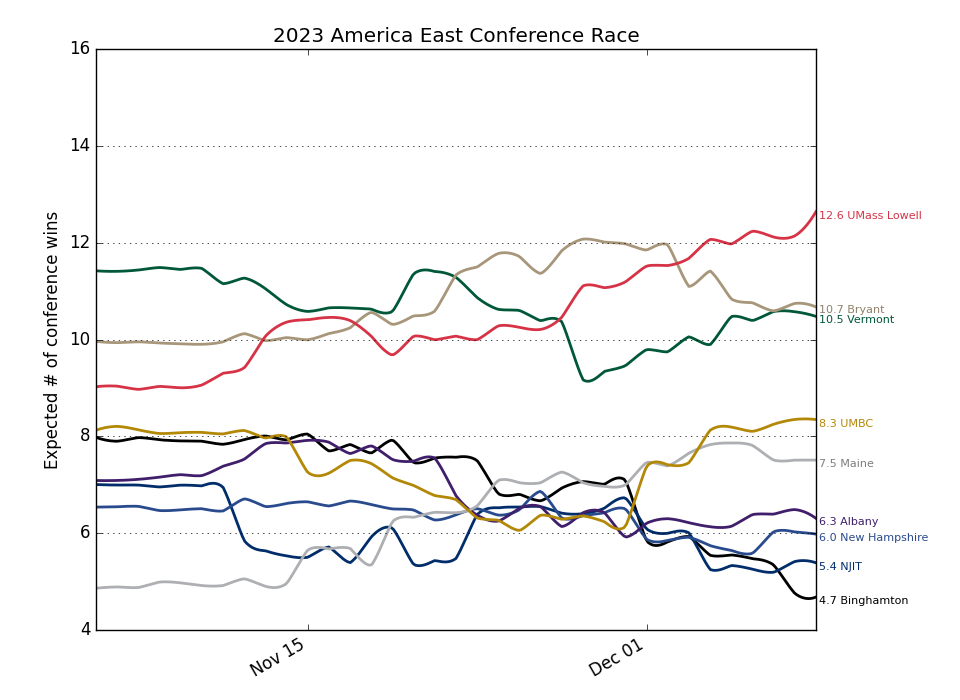 2023 America East Conference Race
Expected # of conference wins
16
14
12
10
8
6
4
Nov 15
Dec 01
12.6 UMass Lowell
10.7 Bryant
10.5 Vermont
8.3 UMBC
7.5 Maine
6.3 Albany
6.0 New Hampshire
5.4 NJIT
4.7 Binghamton